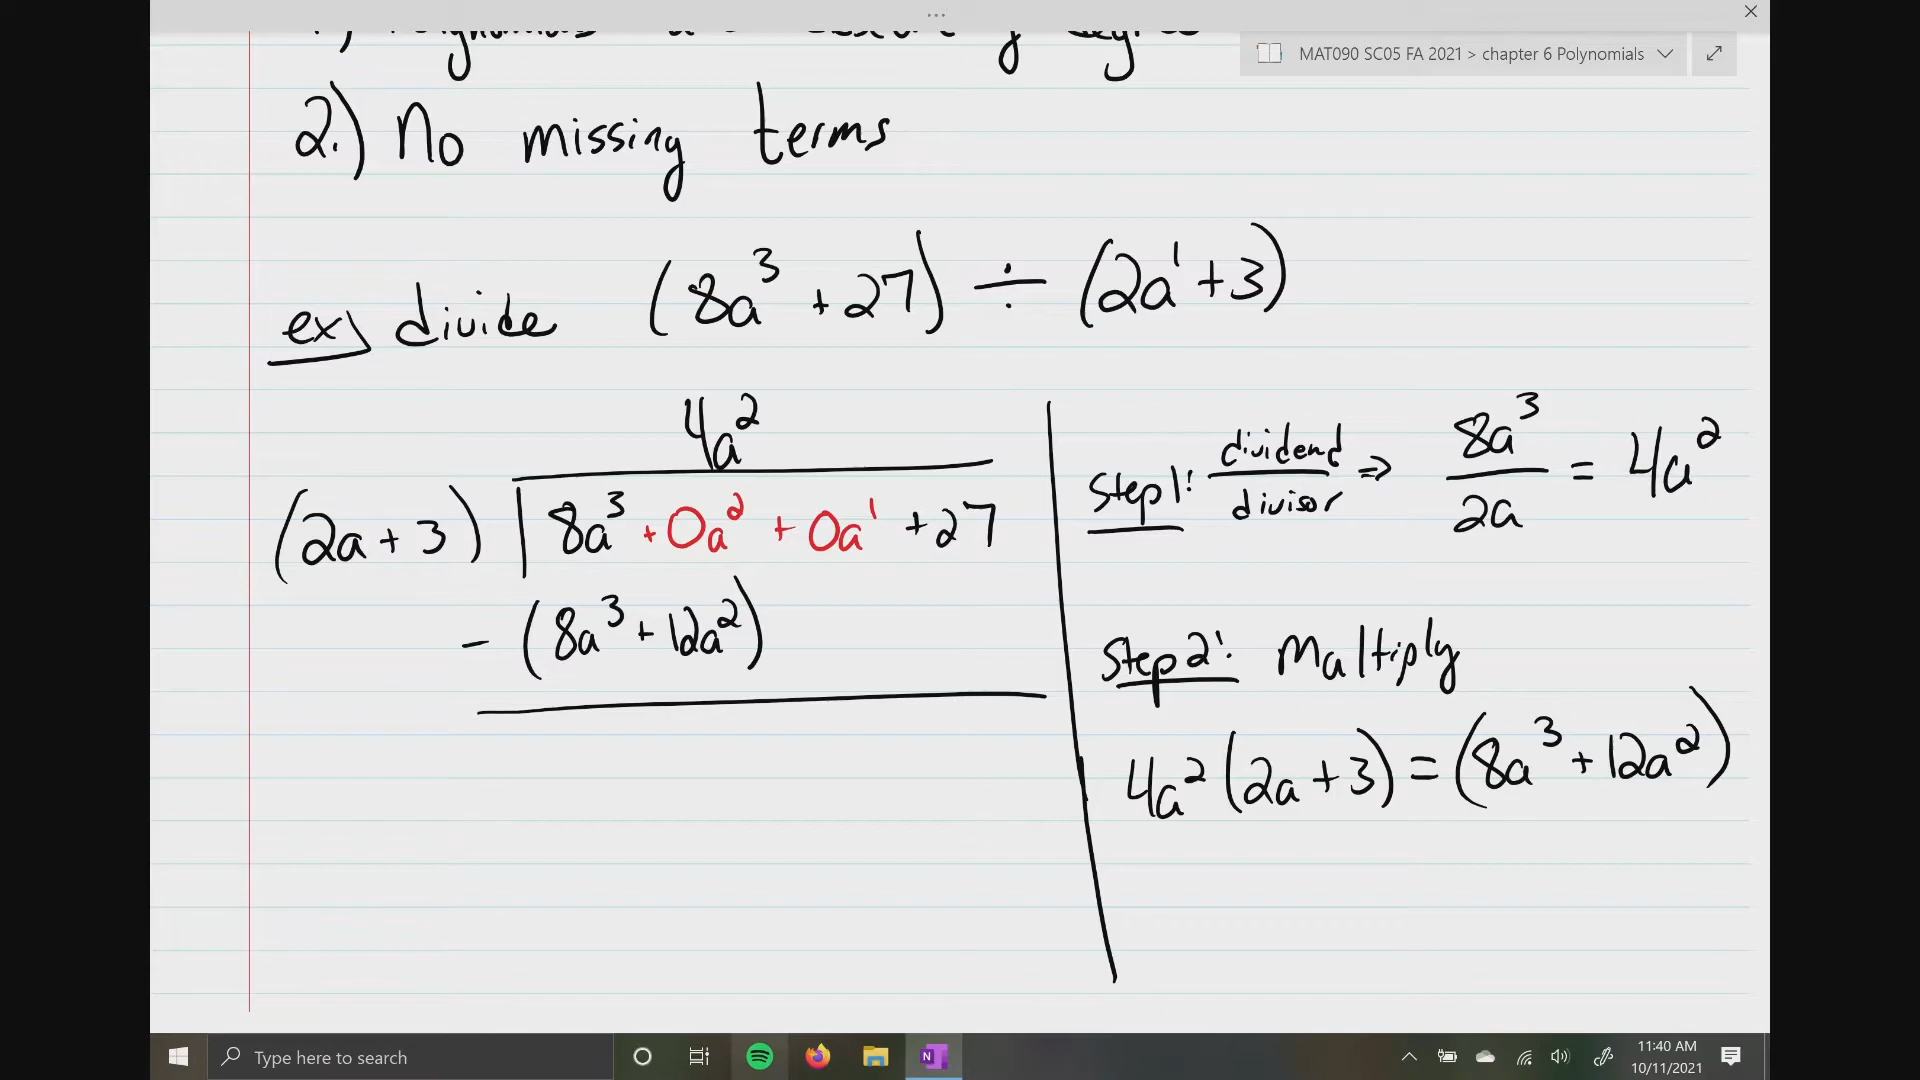 MAT090 SC05 FA 2021 > chapter 6 Polynomials
2.) No missing terms
ex) divide (8a³ + 27) ÷ (2a¹ + 3)
4a²
(2a + 3) 8a³ + 0a² + 0a¹ + 27
- (8a³ + 12a²)
Step 1: dividend / divisor ⇒ 8a³ / 2a = 4a²
Step 2: Multiply
4a² (2a + 3) = (8a³ + 12a²)
Type here to search
N
11:40 AM
10/11/2021